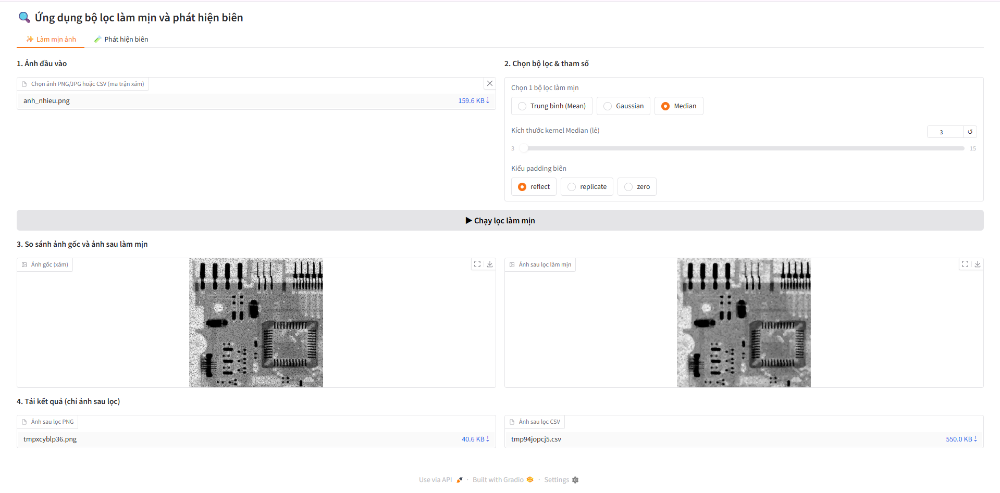 Ứng dụng bộ lọc làm mịn và phát hiện biên
Làm mịn ảnh
Phát hiện biên
1. Ảnh đầu vào
Chọn ảnh PNG/JPG hoặc CSV (ma trận xám)
anh_nhieu.png
159.6 KB ⇣
2. Chọn bộ lọc & tham số
Chọn 1 bộ lọc làm mịn
Trung bình (Mean)
Gaussian
Median
Kích thước kernel Median (lẻ)
3
↺
3
15
Kiểu padding biên
reflect
replicate
zero
▶ Chạy lọc làm mịn
3. So sánh ảnh gốc và ảnh sau làm mịn
Ảnh gốc (xám)
Ảnh sau lọc làm mịn
4. Tải kết quả (chỉ ảnh sau lọc)
Ảnh sau lọc PNG
tmpxcyblp36.png
40.6 KB ⇣
Ảnh sau lọc CSV
tmp94jopcj5.csv
550.0 KB ⇣
Use via API · Built with Gradio · Settings